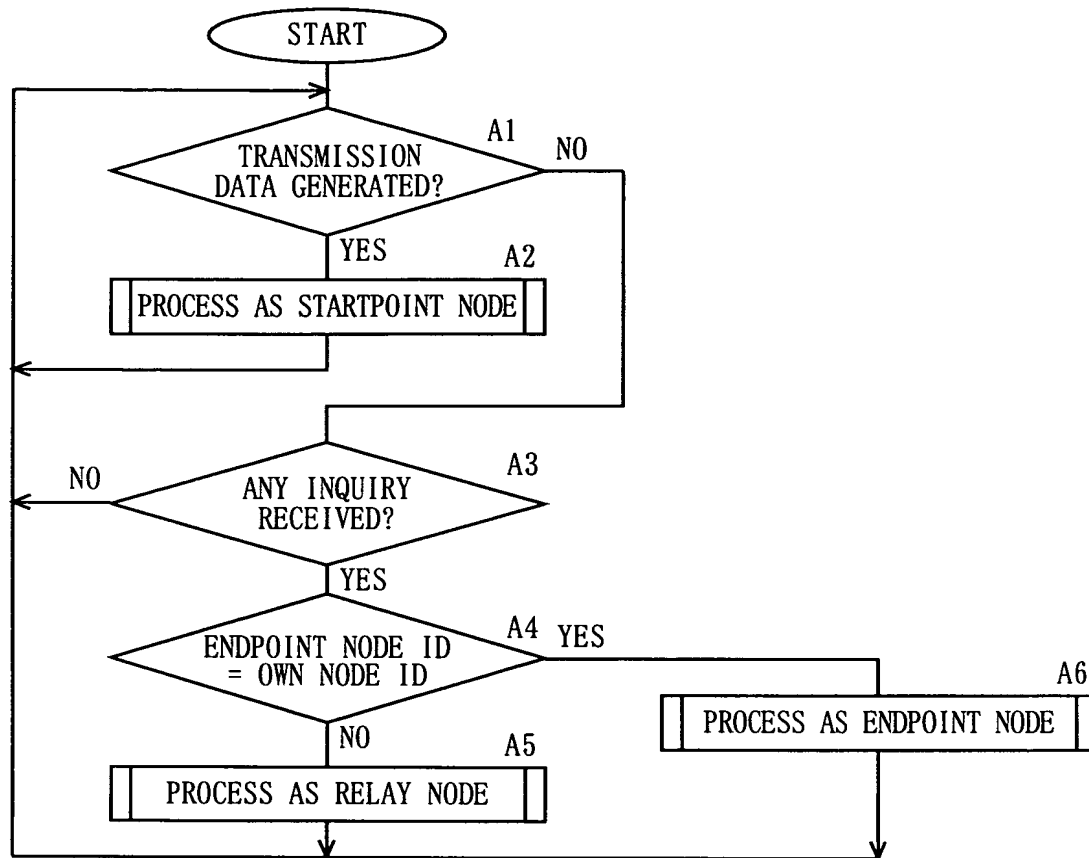 START
A1
NO
TRANSMISSION
DATA GENERATED?
YES
A2
PROCESS AS STARTPOINT NODE
NO
A3
ANY INQUIRY
RECEIVED?
YES
A4
YES
ENDPOINT NODE ID
= OWN NODE ID
A6
PROCESS AS ENDPOINT NODE
NO
A5
PROCESS AS RELAY NODE